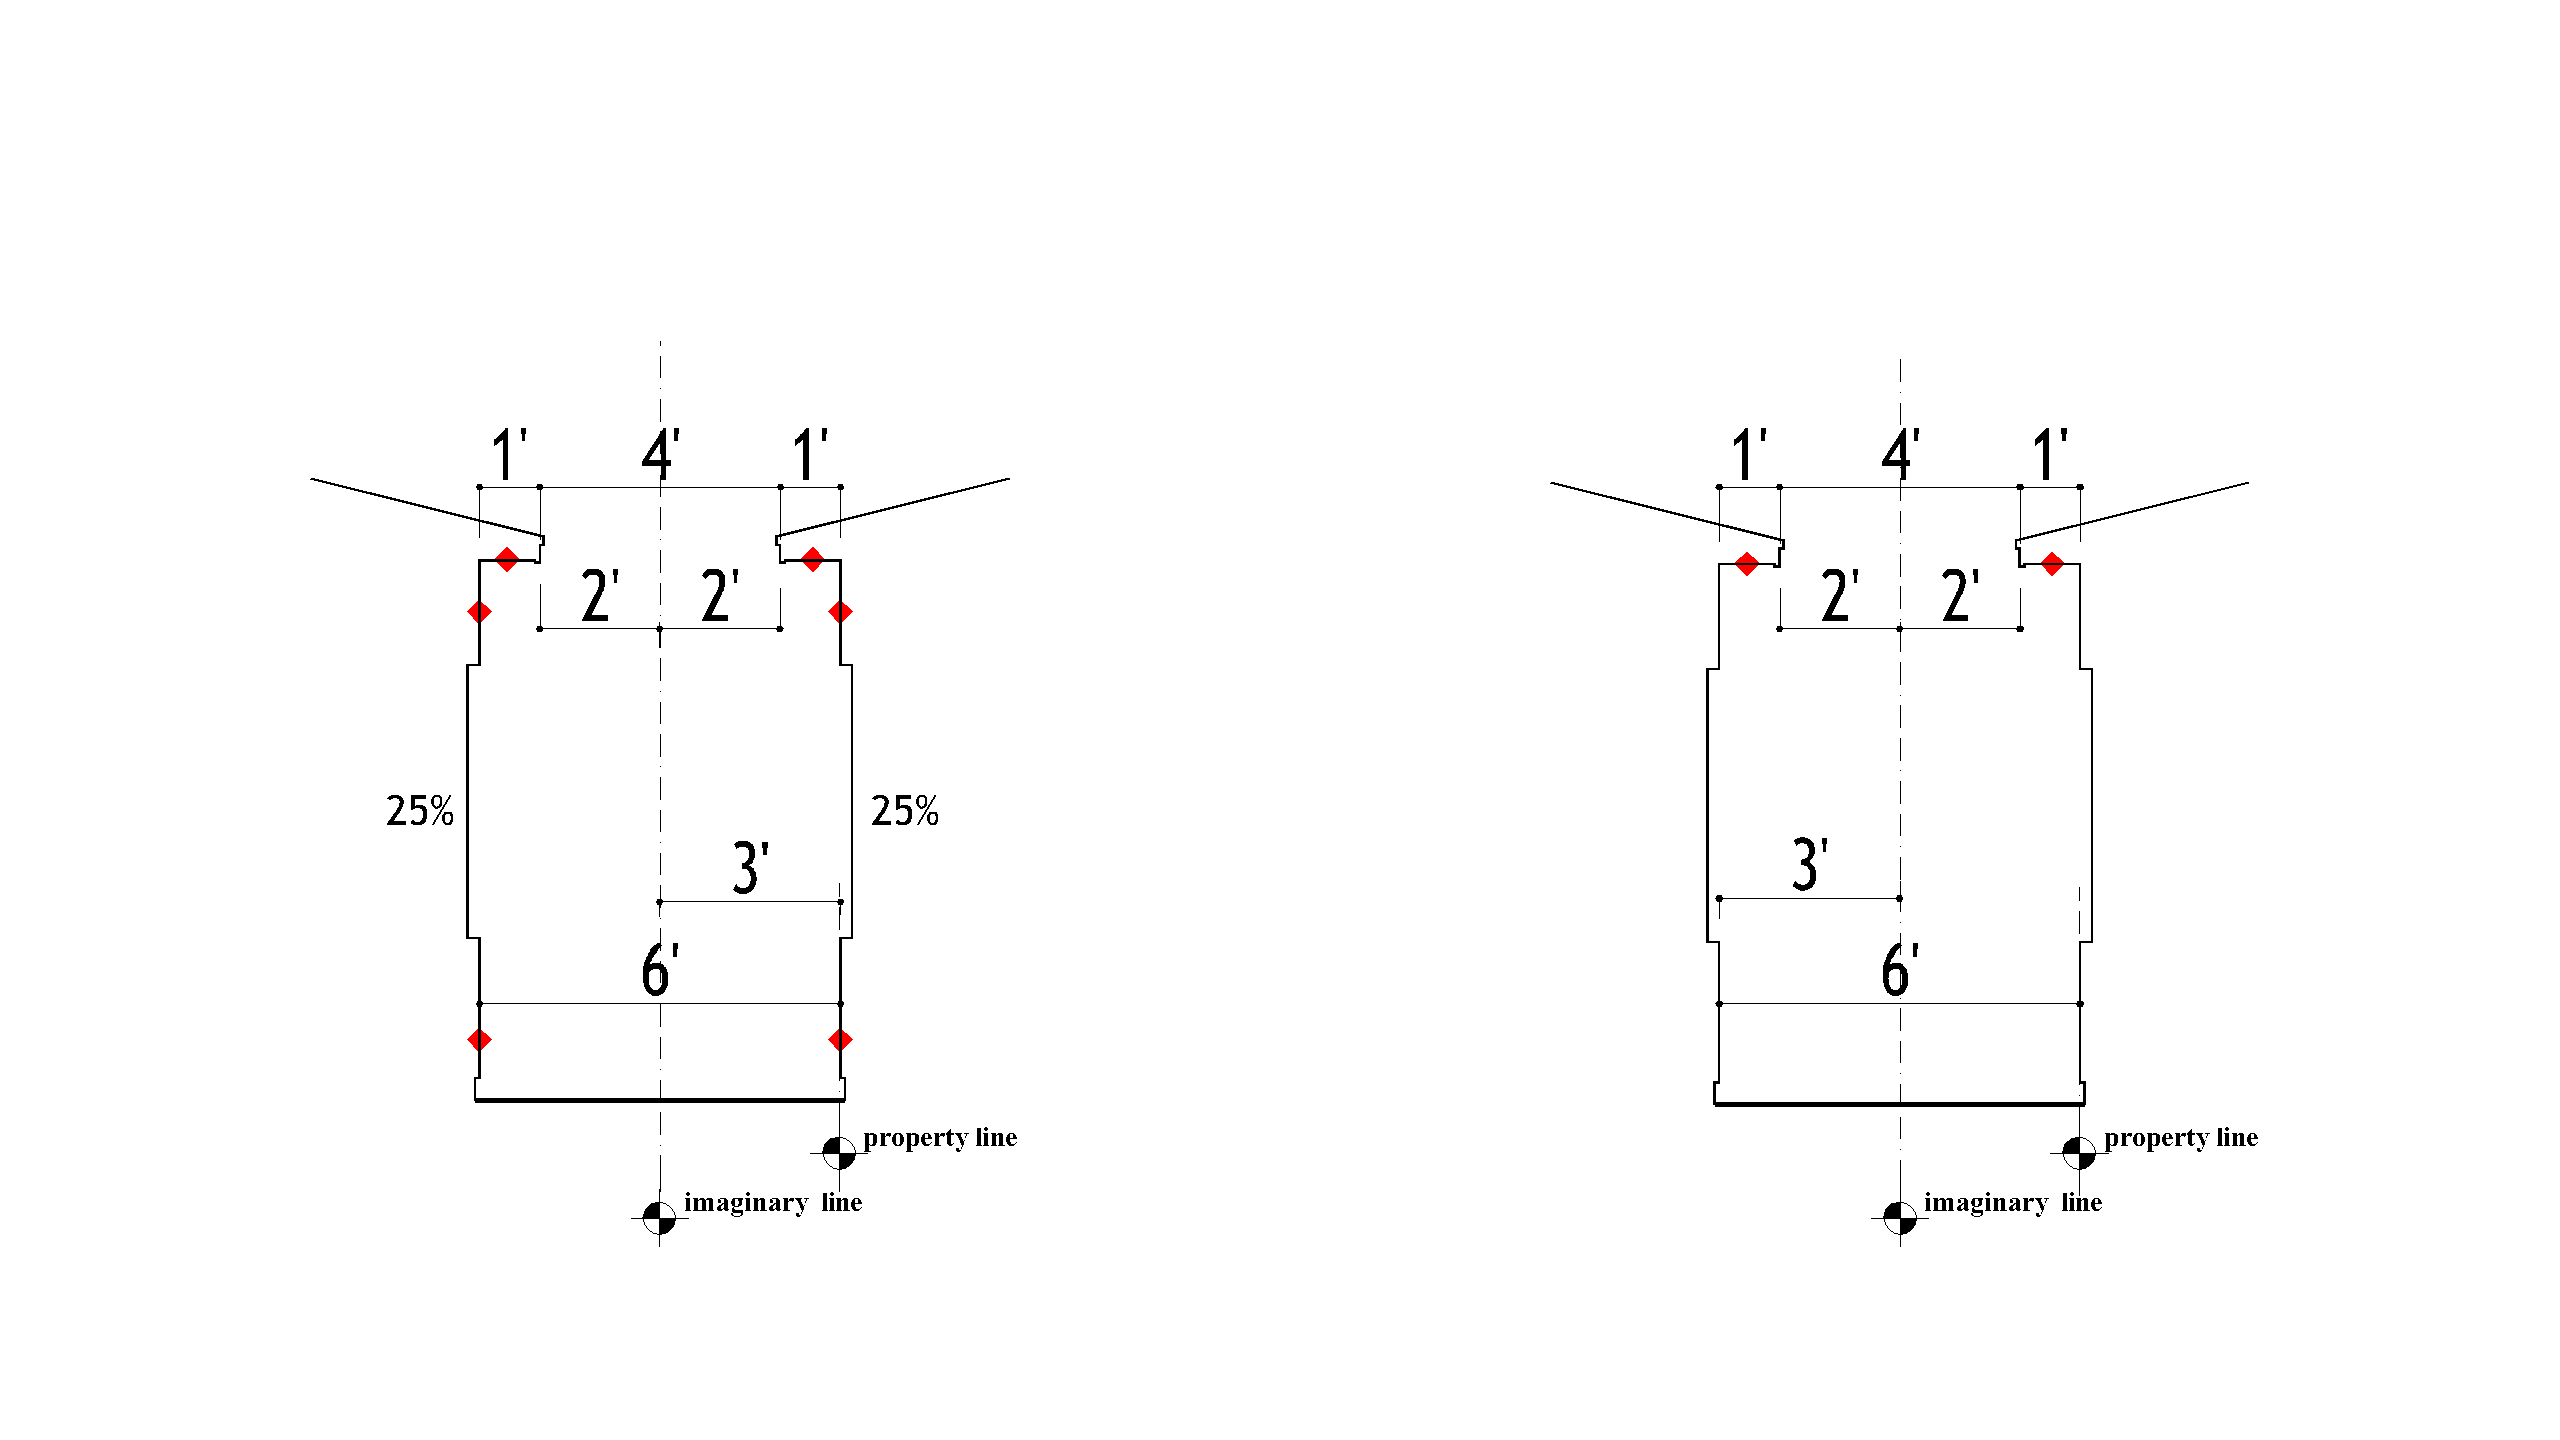 1' 4' 1'
2' 2'
25% 25%
3'
6'
property line
imaginary line
1' 4' 1'
2' 2'
3'
6'
property line
imaginary line